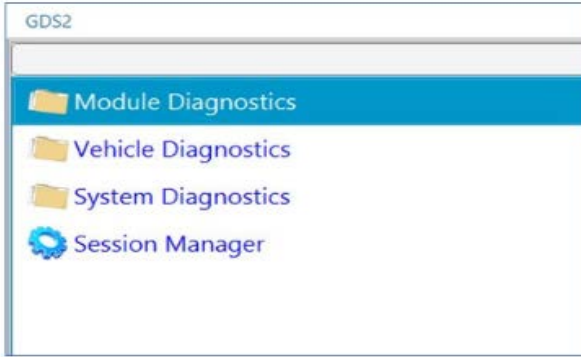 GDS2
Module Diagnostics
Vehicle Diagnostics
System Diagnostics
Session Manager